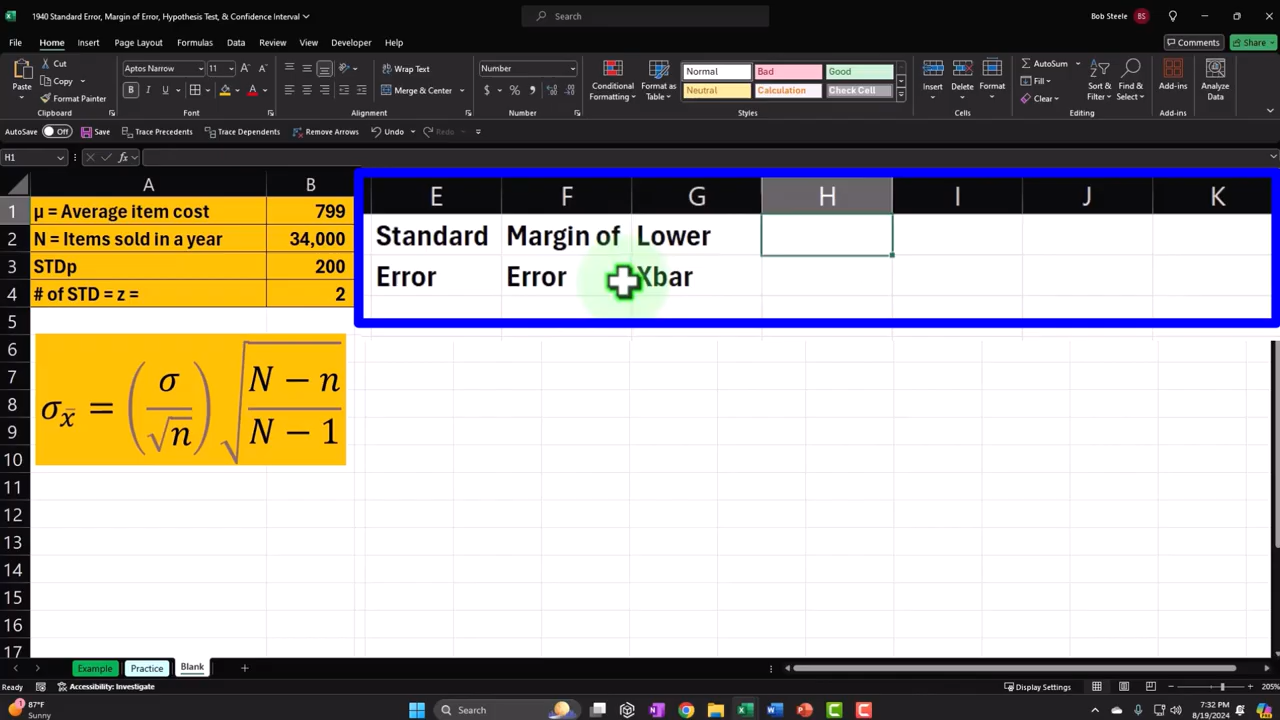 1940 Standard Error, Margin of Error, Hypothesis Test, & Confidence Interval
Search
Bob Steele BS
File Home Insert Page Layout Formulas Data Review View Developer Help
Comments Share
Paste Cut Copy Format Painter
Aptos Narrow 11
Wrap Text
Merge & Center
Number
Conditional Formatting Format as Table
Normal Bad Good
Neutral Calculation Check Cell
Insert Delete Format
AutoSum Fill Clear
Sort & Filter Find & Select
Add-ins
Analyze Data
Clipboard Font Alignment Number Styles Cells Editing Add-ins
AutoSave Off Save Trace Precedents Trace Dependents Remove Arrows Undo Redo
H1 fx
A B E F G H I J K
1 μ = Average item cost 799
2 N = Items sold in a year 34,000 Standard Margin of Lower
3 STDp 200 Error Error Xbar
4 # of STD = z = 2
5
6
7
8
9
10
11
12
13
14
15
16
17
σx̄ = (σ/√n) √(N − n/N − 1)
Example Practice Blank
Ready Accessibility: Investigate Display Settings 205%
87°F
Sunny
Search
7:32 PM
8/19/2024